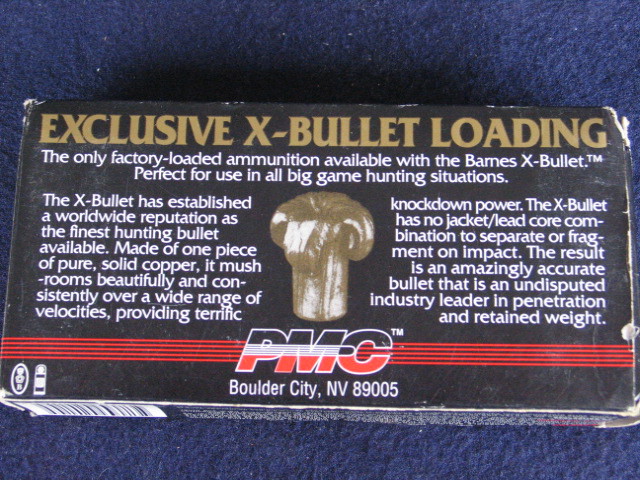 EXCLUSIVE X-BULLET LOADING
The only factory-loaded ammunition available with the Barnes X-Bullet.™
Perfect for use in all big game hunting situations.
The X-Bullet has established
a worldwide reputation as
the finest hunting bullet
available. Made of one piece
of pure, solid copper, it mush
-rooms beautifully and con-
sistently over a wide range of
velocities, providing terrific
knockdown power. The X-Bullet
has no jacket/lead core com-
bination to separate or frag-
ment on impact. The result
is an amazingly accurate
bullet that is an undisputed
industry leader in penetration
and retained weight.
PMC™
Boulder City, NV 89005